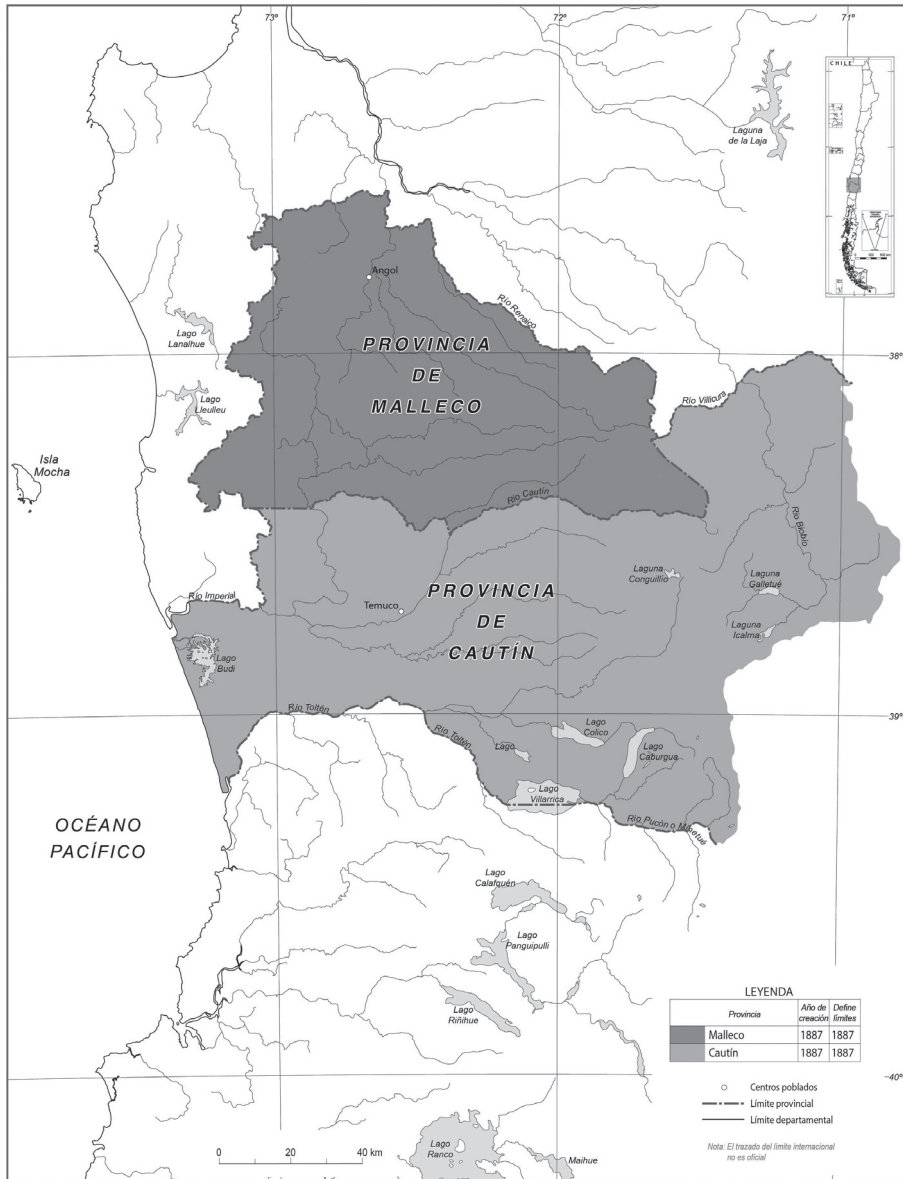 73°
72°
71°
CHILE
Laguna
de la Laja
Angol
Río Renaico
Lago
Lanalhue
PROVINCIA
DE
MALLECO
38°
Lago
Lleulleu
Río Villicura
Isla
Mocha
Río Cautín
Río Biobío
Laguna
Conguillío
Laguna
Galletué
Río Imperial
Temuco
PROVINCIA
DE
CAUTÍN
Laguna
Icalma
Lago
Budi
Río Toltén
39°
Río Toltén
Lago
Lago
Colico
Lago
Caburgua
Lago
Villarrica
OCÉANO
PACÍFICO
Río Pucón o Minetué
Lago
Calafquén
Lago
Panguipulli
Lago
Riñihue
LEYENDA
Provincia Año de creación Define límites
Malleco 1887 1887
Cautín 1887 1887
40°
Centros poblados
Límite provincial
Límite departamental
Nota: El trazado del límite internacional
no es oficial
Lago
Ranco
Maihue
0 20 40 km